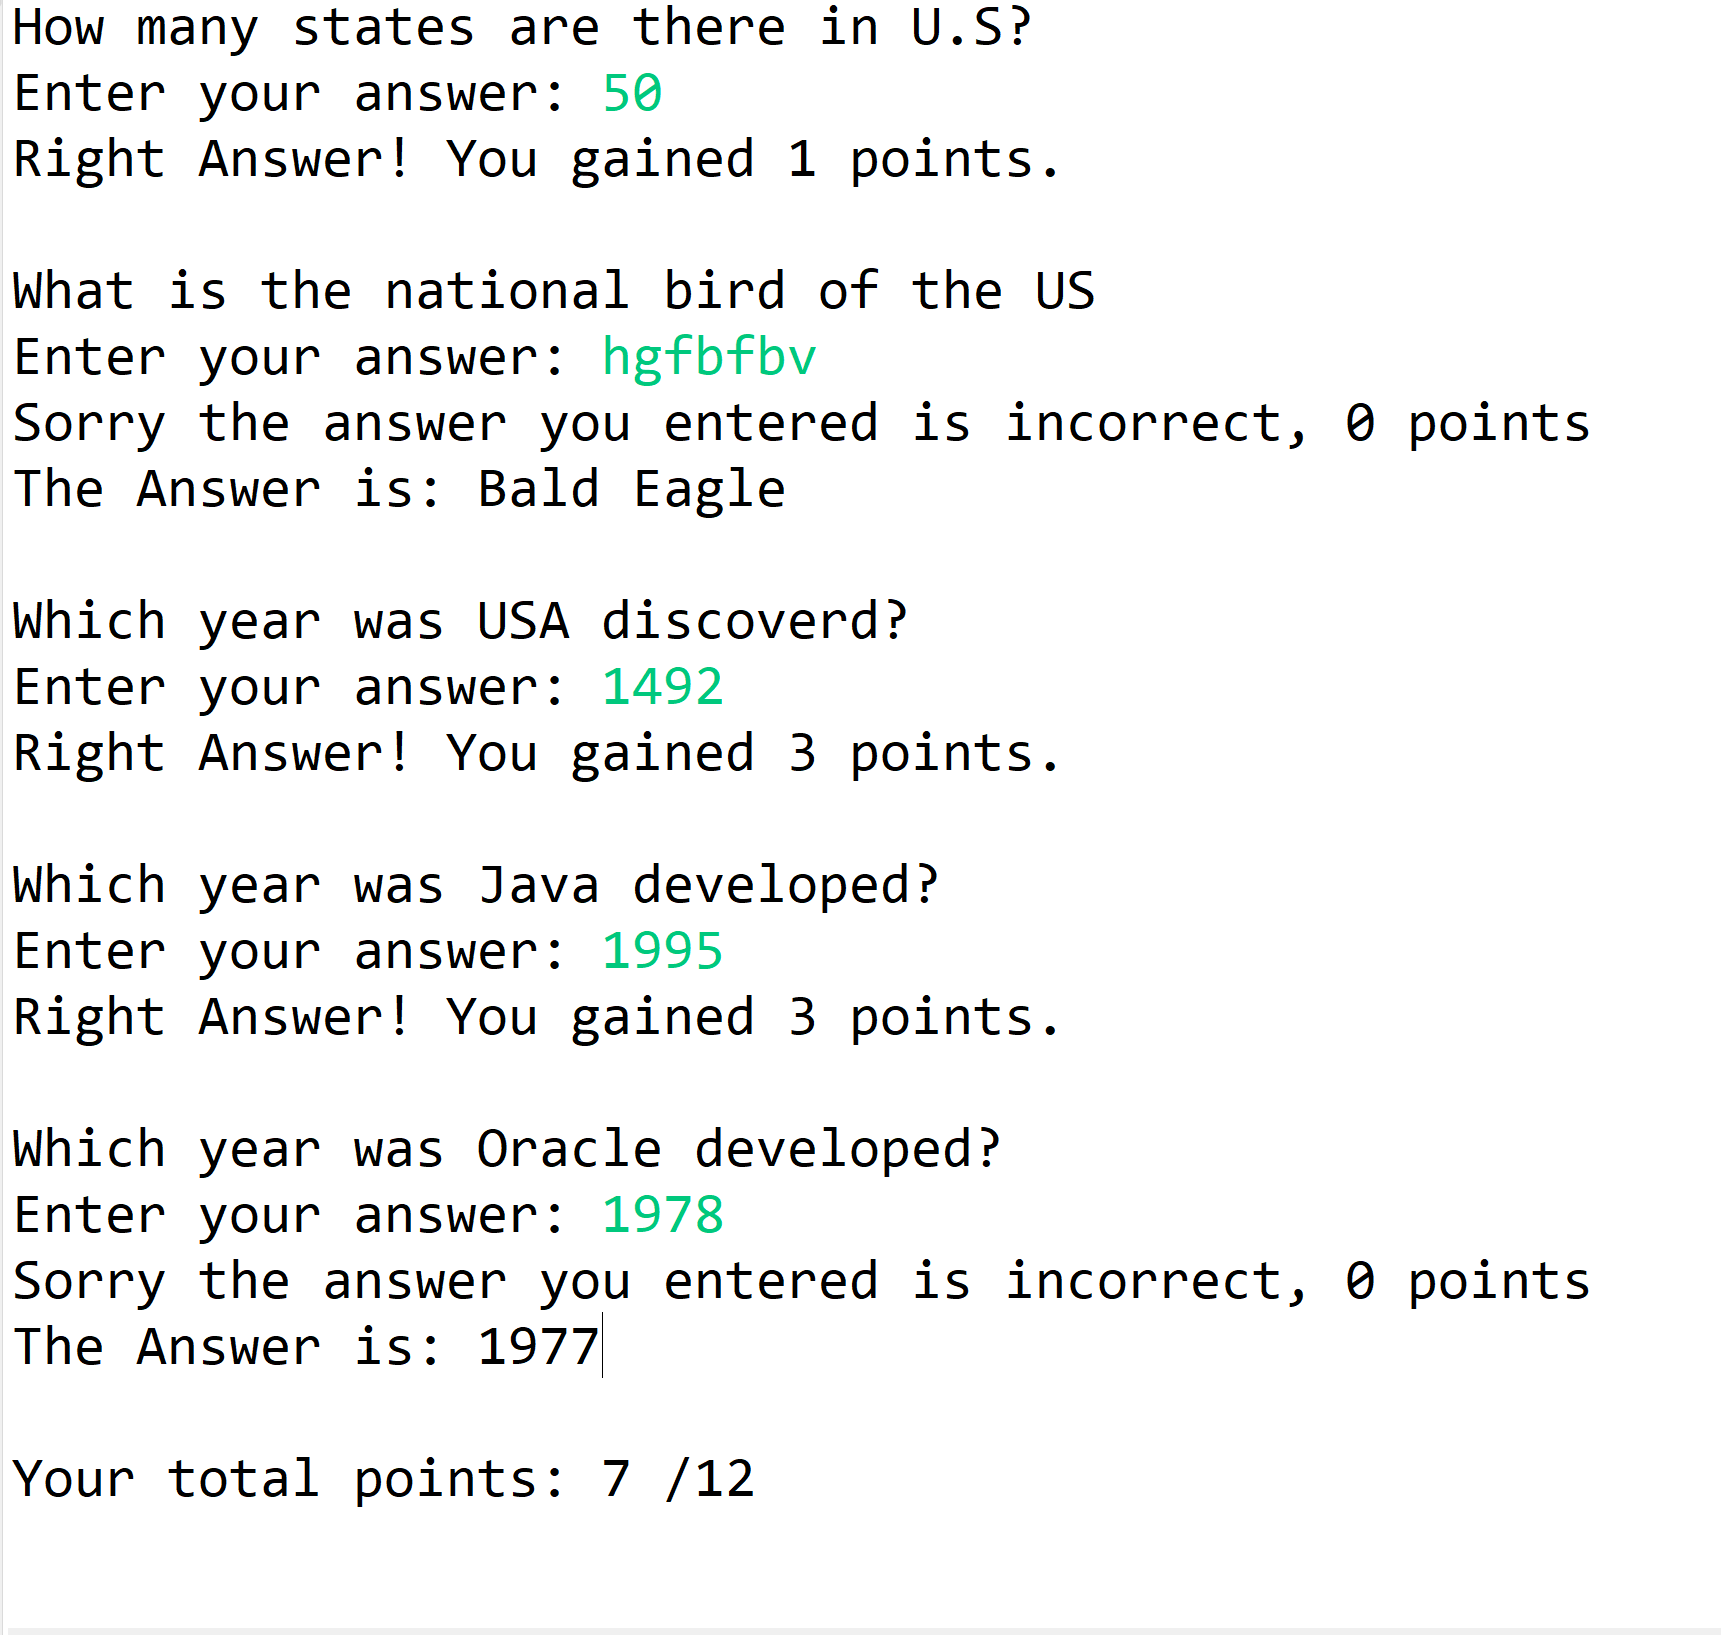 How many states are there in U.S?
Enter your answer: 50
Right Answer! You gained 1 points.
What is the national bird of the US
Enter your answer: hgfbfbv
Sorry the answer you entered is incorrect, 0 points
The Answer is: Bald Eagle
Which year was USA discoverd?
Enter your answer: 1492
Right Answer! You gained 3 points.
Which year was Java developed?
Enter your answer: 1995
Right Answer! You gained 3 points.
Which year was Oracle developed?
Enter your answer: 1978
Sorry the answer you entered is incorrect, 0 points
The Answer is: 1977
Your total points: 7 /12